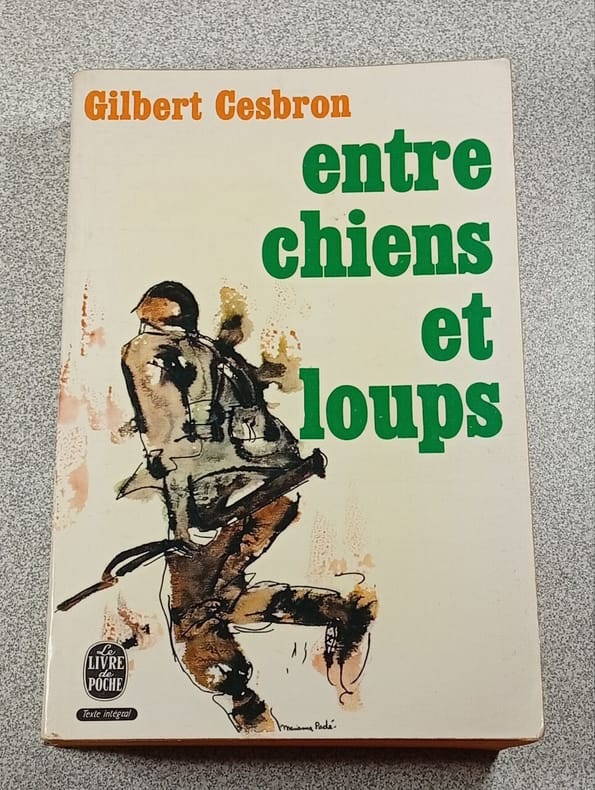 Gilbert Cesbron
entre
chiens
et
loups
Le
LIVRE
de
POCHE
Texte intégral